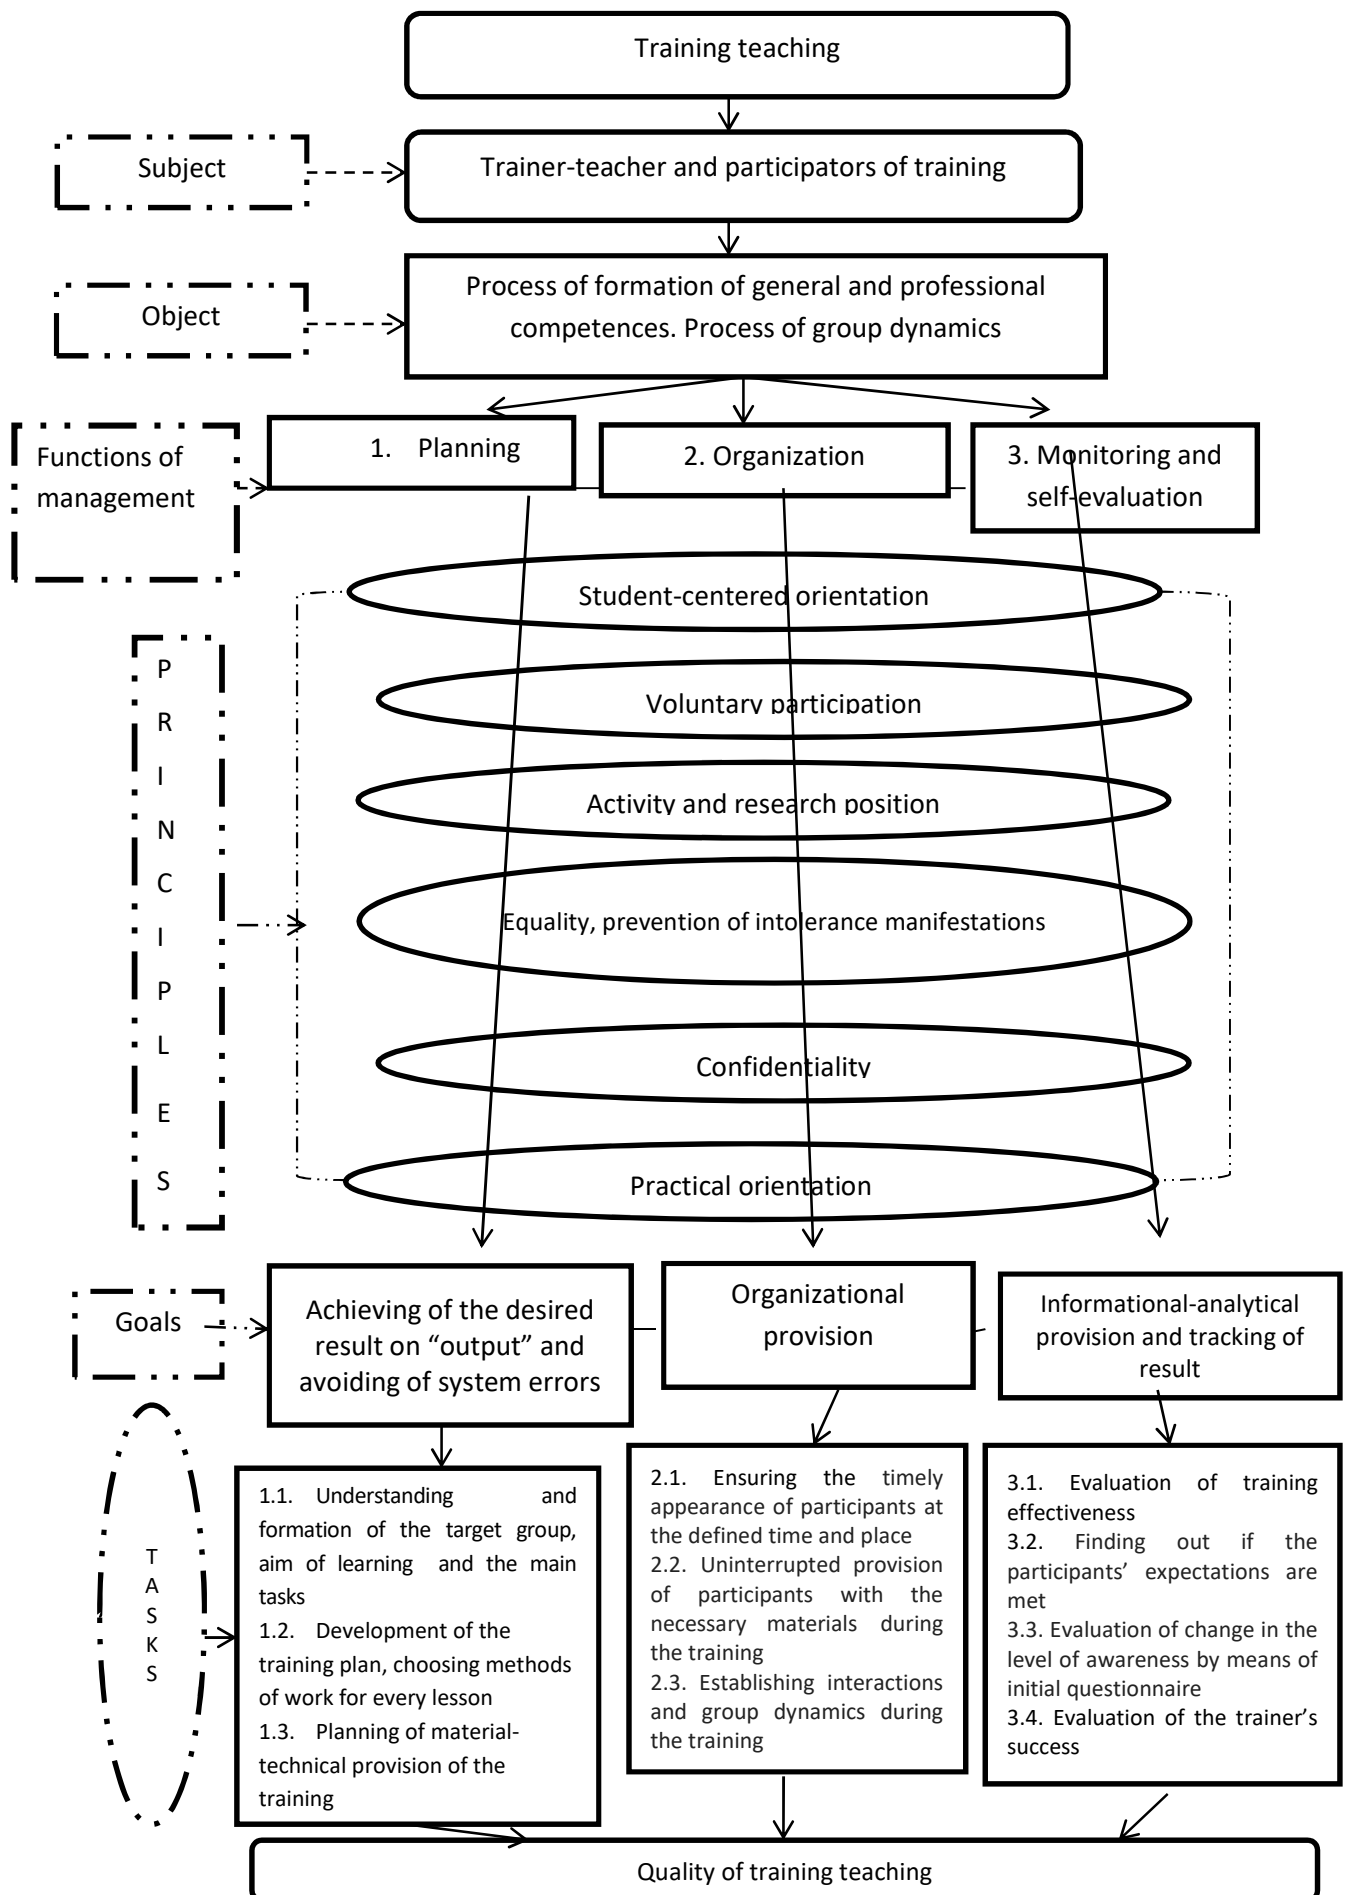 Training teaching
Subject
Trainer-teacher and participators of training
Object
Process of formation of general and professional
competences. Process of group dynamics
Functions of
management
1. Planning
2. Organization
3. Monitoring and
self-evaluation
P
R
I
N
C
I
P
L
E
S
Student-centered orientation
Voluntary participation
Activity and research position
Equality, prevention of intolerance manifestations
Confidentiality
Practical orientation
Goals
Achieving of the desired
result on “output” and
avoiding of system errors
Organizational
provision
Informational-analytical
provision and tracking of
result
T
A
S
K
S
1.1. Understanding and
formation of the target group,
aim of learning and the main
tasks
1.2. Development of the
training plan, choosing methods
of work for every lesson
1.3. Planning of material-
technical provision of the
training
2.1. Ensuring the timely
appearance of participants at
the defined time and place
2.2. Uninterrupted provision
of participants with the
necessary materials during
the training
2.3. Establishing interactions
and group dynamics during
the training
3.1. Evaluation of training
effectiveness
3.2. Finding out if the
participants’ expectations are
met
3.3. Evaluation of change in the
level of awareness by means of
initial questionnaire
3.4. Evaluation of the trainer’s
success
Quality of training teaching